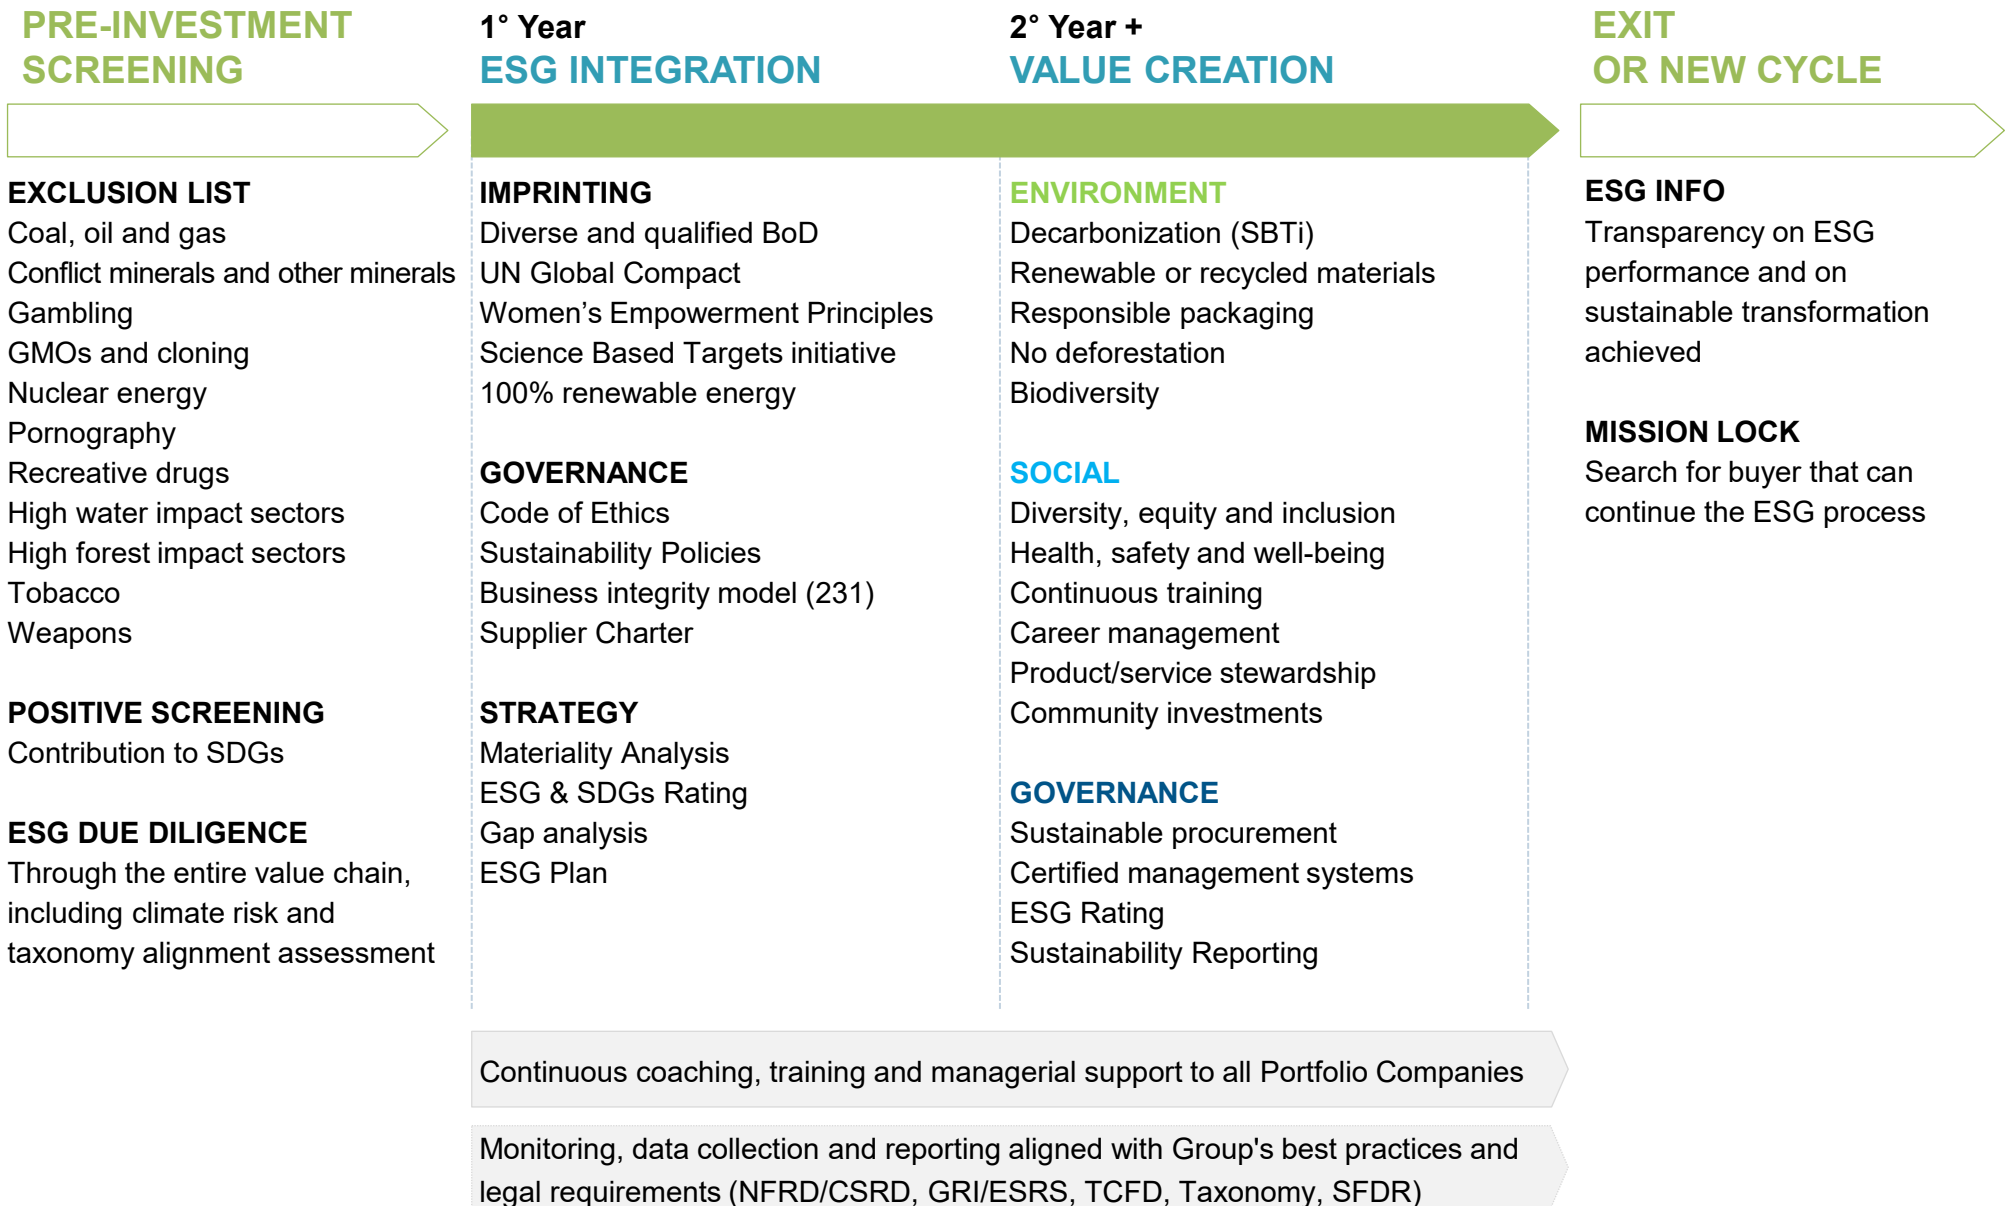 PRE-INVESTMENT
SCREENING
EXCLUSION LIST
Coal, oil and gas
Conflict minerals and other minerals
Gambling
GMOs and cloning
Nuclear energy
Pornography
Recreative drugs
High water impact sectors
High forest impact sectors
Tobacco
Weapons
POSITIVE SCREENING
Contribution to SDGs
ESG DUE DILIGENCE
Through the entire value chain,
including climate risk and
taxonomy alignment assessment
1° Year
ESG INTEGRATION
IMPRINTING
Diverse and qualified BoD
UN Global Compact
Women’s Empowerment Principles
Science Based Targets initiative
100% renewable energy
GOVERNANCE
Code of Ethics
Sustainability Policies
Business integrity model (231)
Supplier Charter
STRATEGY
Materiality Analysis
ESG & SDGs Rating
Gap analysis
ESG Plan
2° Year +
VALUE CREATION
ENVIRONMENT
Decarbonization (SBTi)
Renewable or recycled materials
Responsible packaging
No deforestation
Biodiversity
SOCIAL
Diversity, equity and inclusion
Health, safety and well-being
Continuous training
Career management
Product/service stewardship
Community investments
GOVERNANCE
Sustainable procurement
Certified management systems
ESG Rating
Sustainability Reporting
EXIT
OR NEW CYCLE
ESG INFO
Transparency on ESG
performance and on
sustainable transformation
achieved
MISSION LOCK
Search for buyer that can
continue the ESG process
Continuous coaching, training and managerial support to all Portfolio Companies
Monitoring, data collection and reporting aligned with Group's best practices and
legal requirements (NFRD/CSRD, GRI/ESRS, TCFD, Taxonomy, SFDR)